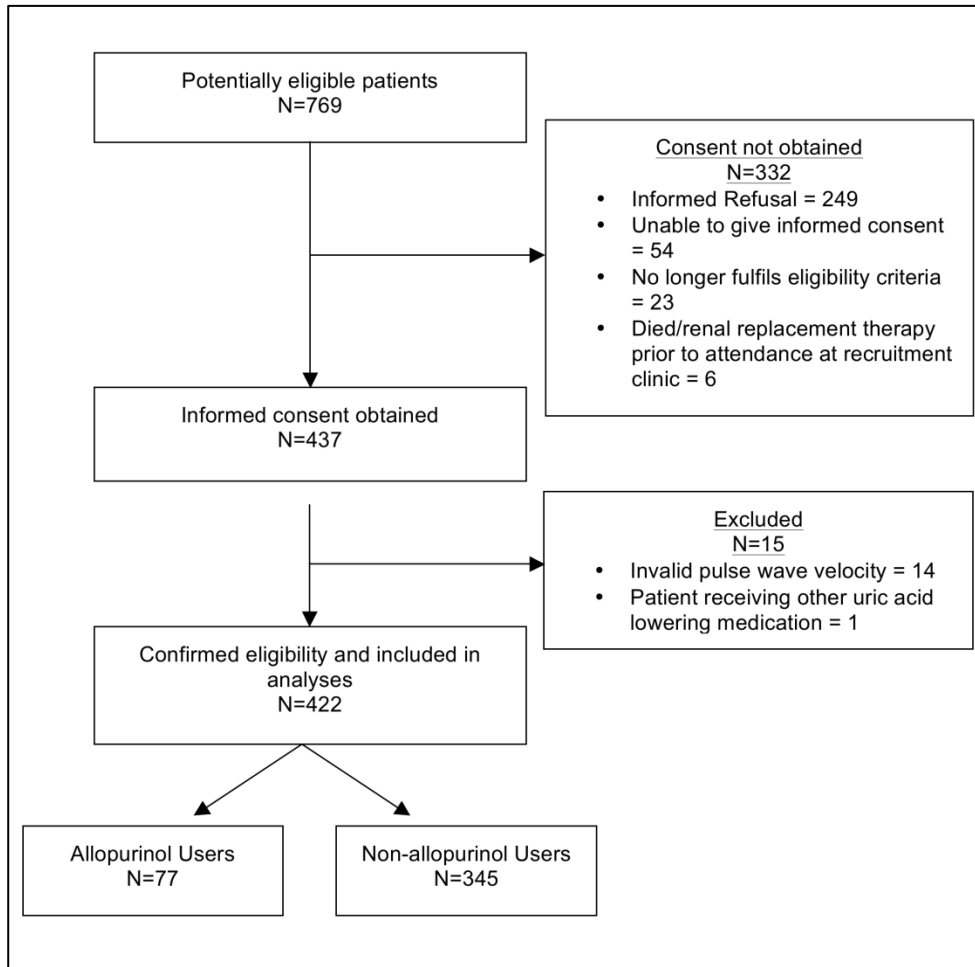 Potentially eligible patients
N=769
Consent not obtained
N=332
• Informed Refusal = 249
• Unable to give informed consent
= 54
• No longer fulfils eligibility criteria
= 23
• Died/renal replacement therapy
prior to attendance at recruitment
clinic = 6
Informed consent obtained
N=437
Excluded
N=15
• Invalid pulse wave velocity = 14
• Patient receiving other uric acid
lowering medication = 1
Confirmed eligibility and included in
analyses
N=422
Allopurinol Users
N=77
Non-allopurinol Users
N=345